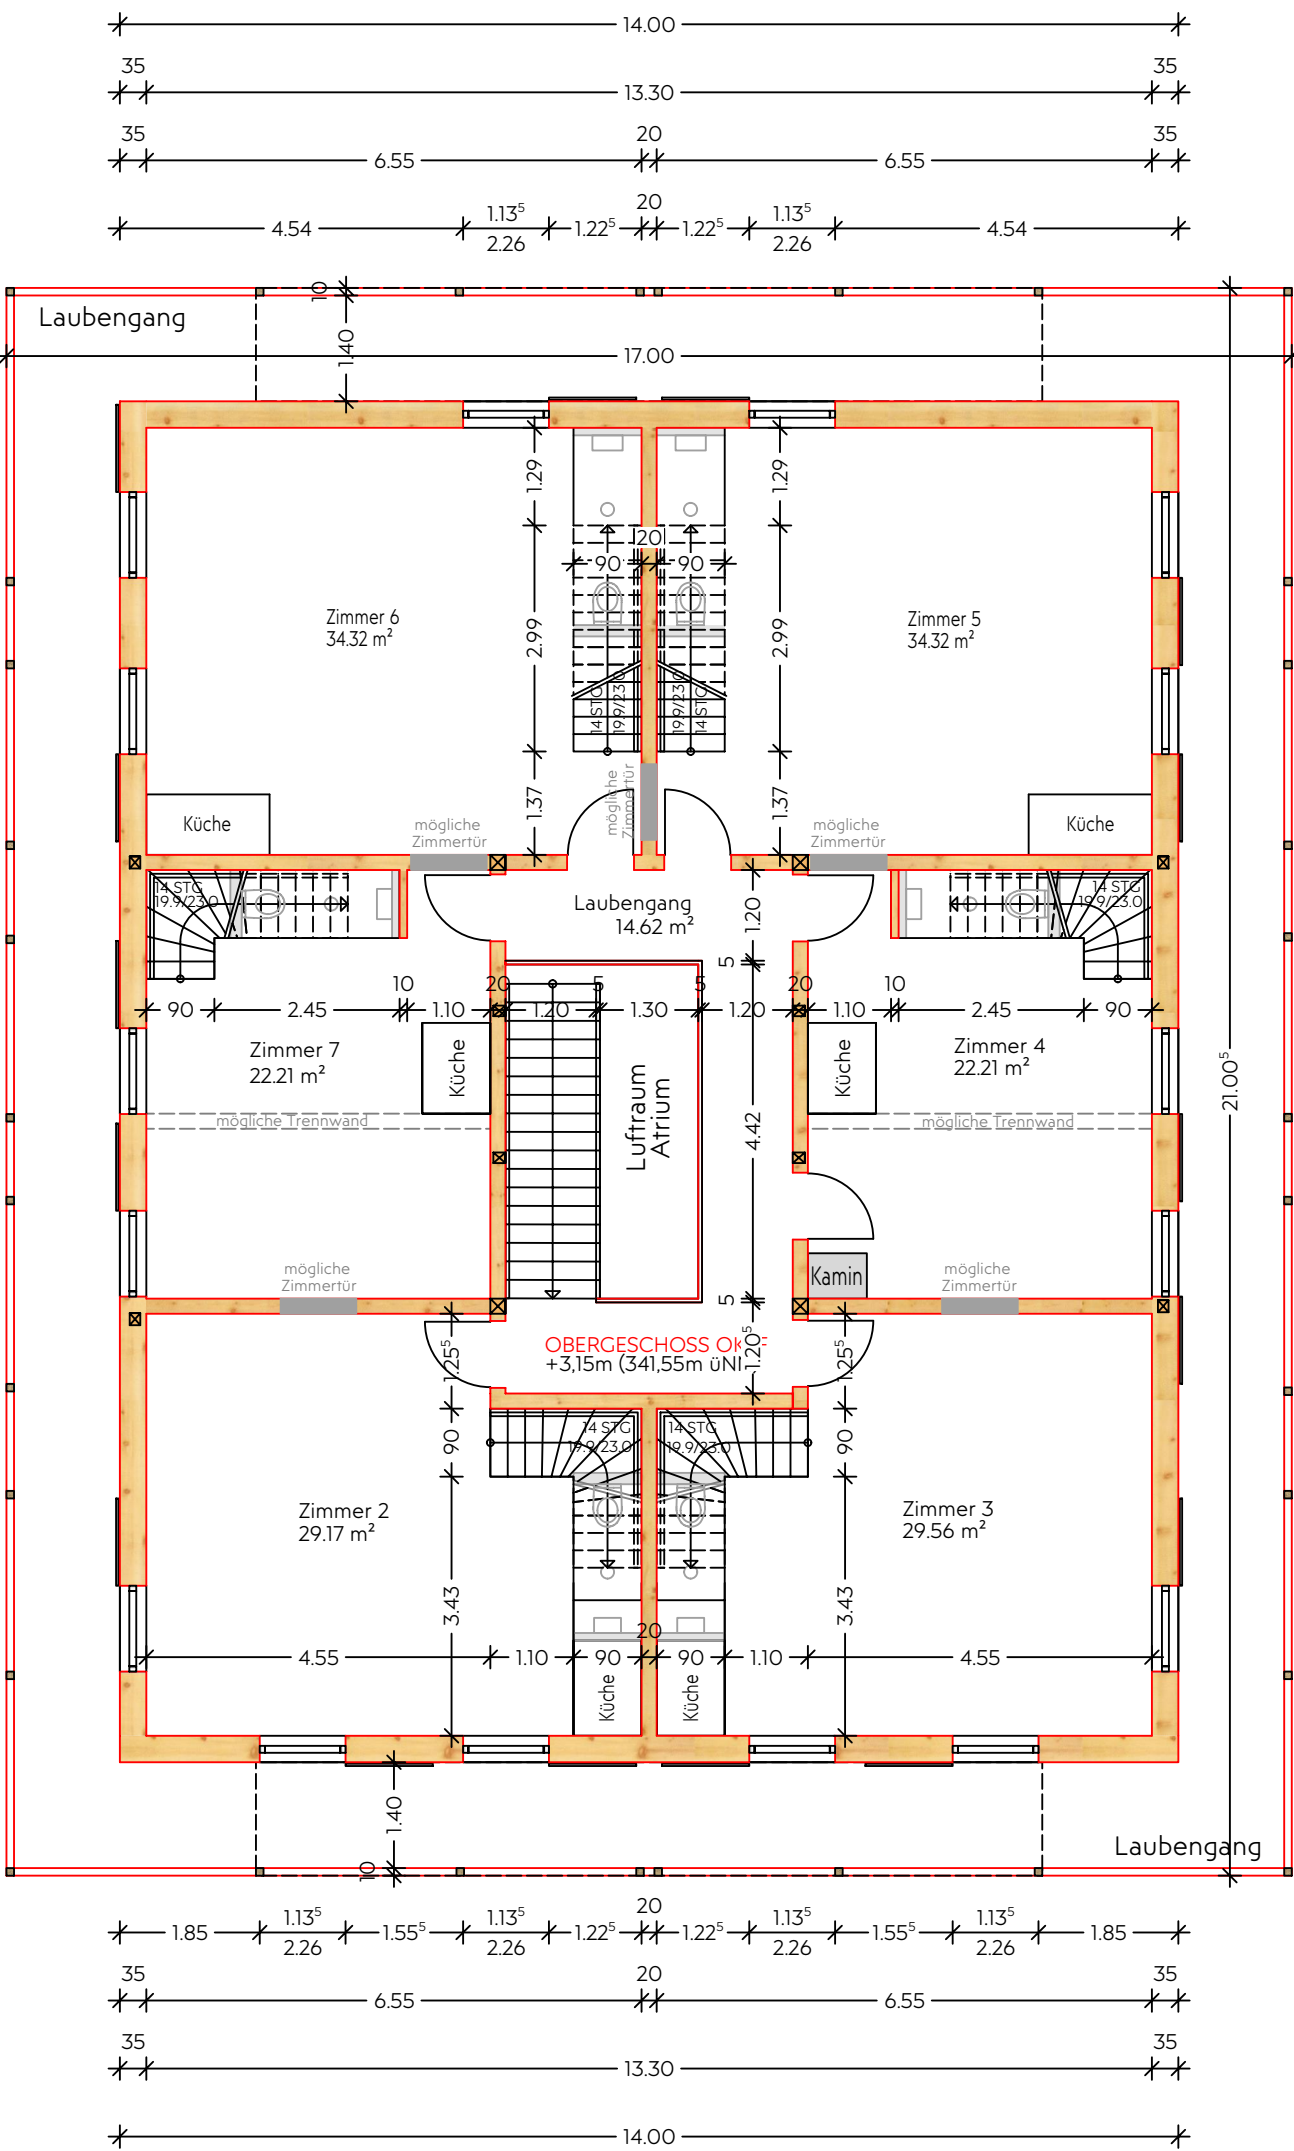 14.00
35 35
13.30
35 20 35
6.55 6.55
20
4.54 1.13⁵ 1.22⁵ 1.22⁵ 1.13⁵ 4.54
2.26 2.26
10
Laubengang
1.40
17.00
1.29 1.29
20
90 90
Zimmer 6
34.32 m²
Zimmer 5
34.32 m²
2.99 2.99
14 STG
19.9/23.0
19.9/23.0
14 STG
mögliche
Zimmertür
1.37 1.37
Küche
mögliche
Zimmertür
mögliche
Zimmertür
Küche
14 STG
19.9/23.0
Laubengang
14.62 m²
1.20
14 STG
19.9/23.0
5
10 20 5 5 20 10
90 2.45 1.10 1.20 1.30 1.20 1.10 2.45 90
Zimmer 7
22.21 m²
Küche
Luftraum
Atrium
Küche
Zimmer 4
22.21 m²
21.00⁵
4.42
mögliche Trennwand
mögliche Trennwand
mögliche
Zimmertür
Kamin
mögliche
Zimmertür
5
1.25⁵
OBERGESCHOSS
+3,15m (341,55m
1.20⁵
1.25⁵
14 STG
19.9/23.0
14 STG
19.9/23.0
90 90
Zimmer 2
29.17 m²
Zimmer 3
29.56 m²
3.43 3.43
20
4.55 1.10 90 90 1.10 4.55
Küche
Küche
1.40
Laubengang
10
20
1.85 1.13⁵ 1.55⁵ 1.13⁵ 1.22⁵ 1.22⁵ 1.13⁵ 1.55⁵ 1.13⁵ 1.85
2.26 2.26 2.26 2.26
35 20 35
6.55 6.55
35 35
13.30
14.00